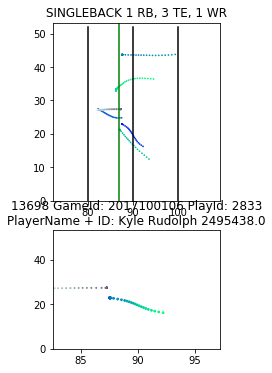 SINGLEBACK 1 RB, 3 TE, 1 WR
50
40
30
20
10
0
80 90 100
13693 GameId: 2017100106 PlayId: 2833
PlayerName + ID: Kyle Rudolph 2495438.0
40
20
0
85 90 95